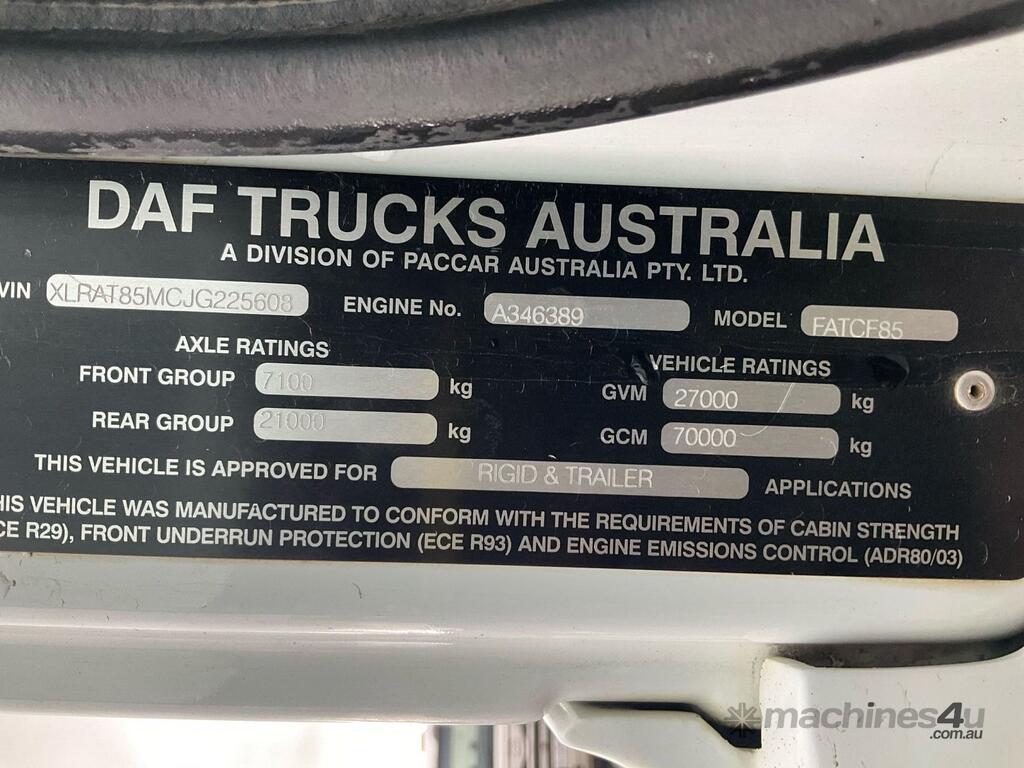 DAF TRUCKS AUSTRALIA
A DIVISION OF PACCAR AUSTRALIA PTY. LTD.
VIN XLRAT85MCJG225608 ENGINE No. A346389 MODEL FATCF85
AXLE RATINGS VEHICLE RATINGS
FRONT GROUP 7100 kg GVM 27000 kg
REAR GROUP 21000 kg GCM 70000 kg
THIS VEHICLE IS APPROVED FOR RIGID & TRAILER APPLICATIONS
HIS VEHICLE WAS MANUFACTURED TO CONFORM WITH THE REQUIREMENTS OF CABIN STRENGTH
CE R29), FRONT UNDERRUN PROTECTION (ECE R93) AND ENGINE EMISSIONS CONTROL (ADR80/03)
machines4u
.com.au